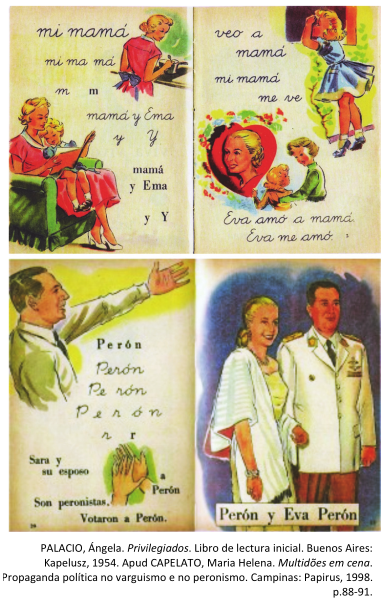 mi mamá
mi ma má
m m
mamá y Ema
y Y
mamá
y Ema
y Y
veo a
mamá
mi mamá
me ve
Eva amó a mamá.
Eva me amó.
Perón
Perón
Pe rón
P e r ó n
r r
Sara y
su esposo
a
Perón
Son peronistas.
Votaron a Perón.
Perón y Eva Perón
PALACIO, Ángela. Privilegiados. Libro de lectura inicial. Buenos Aires:
Kapelusz, 1954. Apud CAPELATO, Maria Helena. Multidões em cena.
Propaganda política no varguismo e no peronismo. Campinas: Papirus, 1998.
p.88-91.